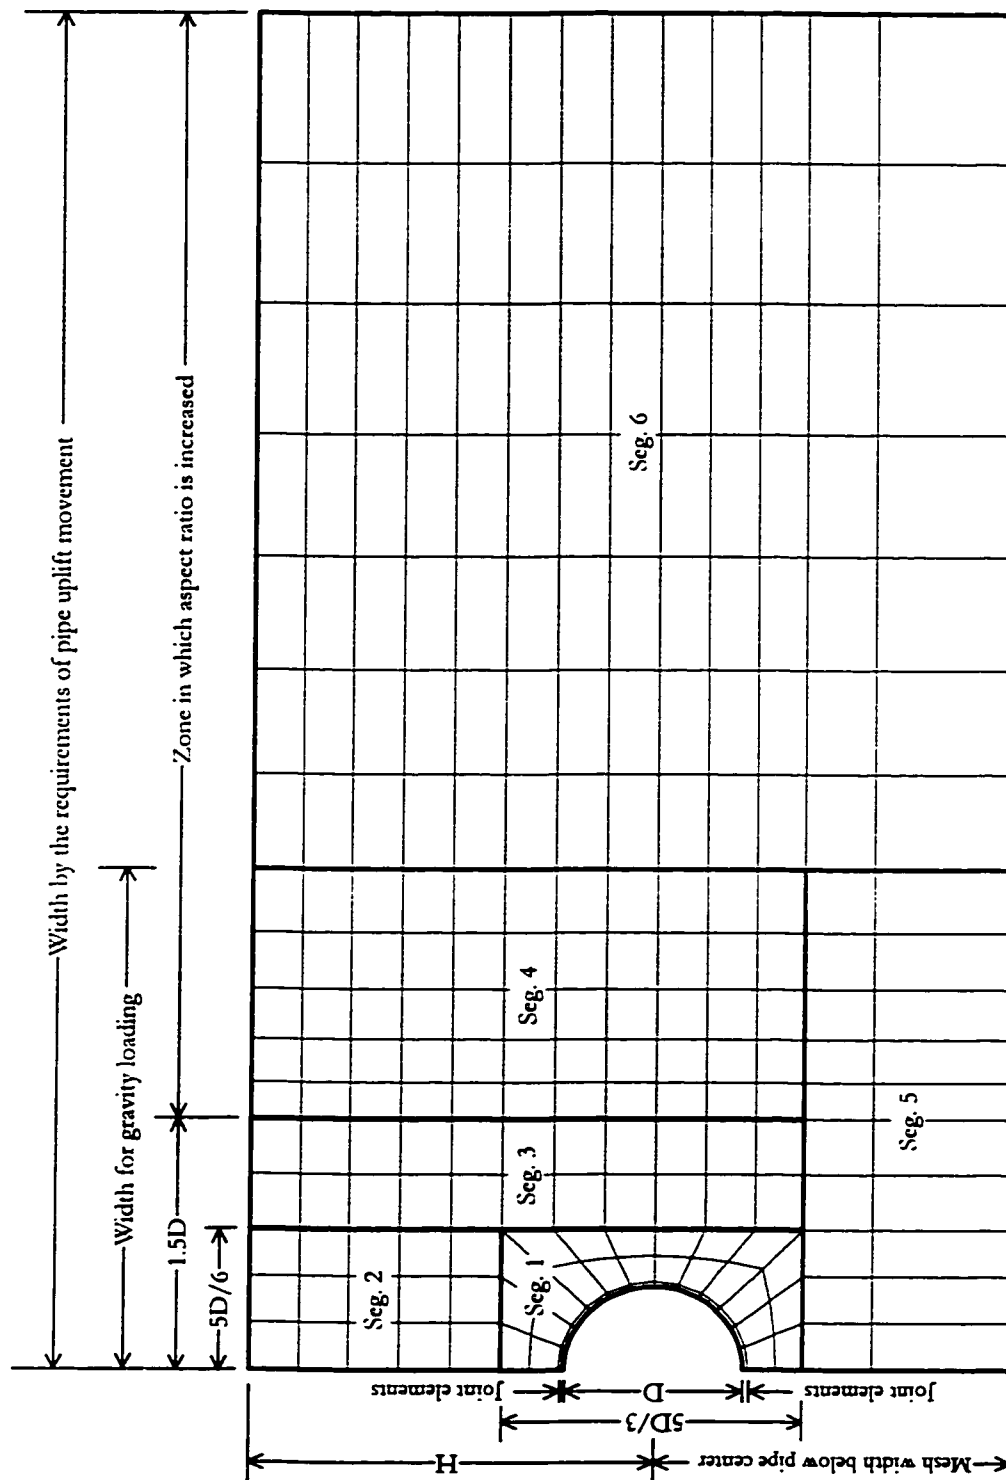 Width by the requirements of pipe uplift movement
Width for gravity loading
Zone in which aspect ratio is increased
1.5D
5D/6
Seg. 2
Seg. 1
Seg. 3
Seg. 4
Seg. 5
Seg. 6
Joint elements
D
Joint elements
5D/3
H
Mesh width below pipe center